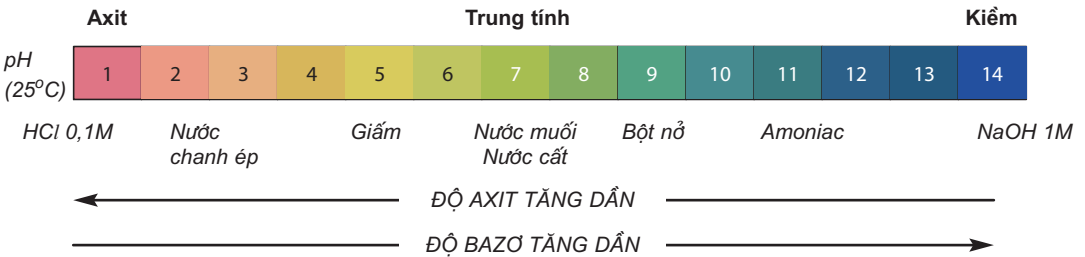 Axit Trung tính Kiềm
pH
(25°C) 1 2 3 4 5 6 7 8 9 10 11 12 13 14
HCl 0,1M Nước Giấm Nước muối Bột nở Amoniac NaOH 1M
chanh ép Nước cất
ĐỘ AXIT TĂNG DẦN
ĐỘ BAZƠ TĂNG DẦN